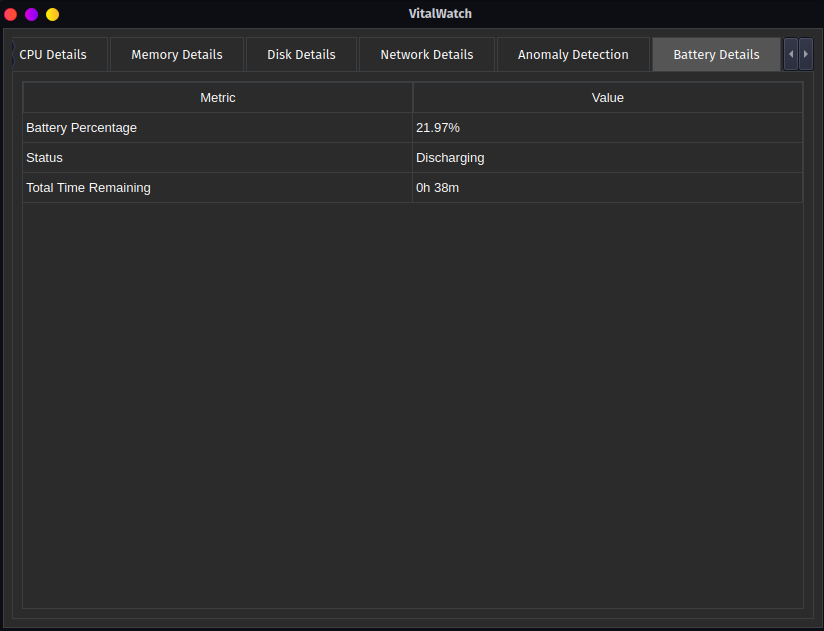 VitalWatch
CPU Details Memory Details Disk Details Network Details Anomaly Detection Battery Details
Metric Value
Battery Percentage 21.97%
Status Discharging
Total Time Remaining 0h 38m